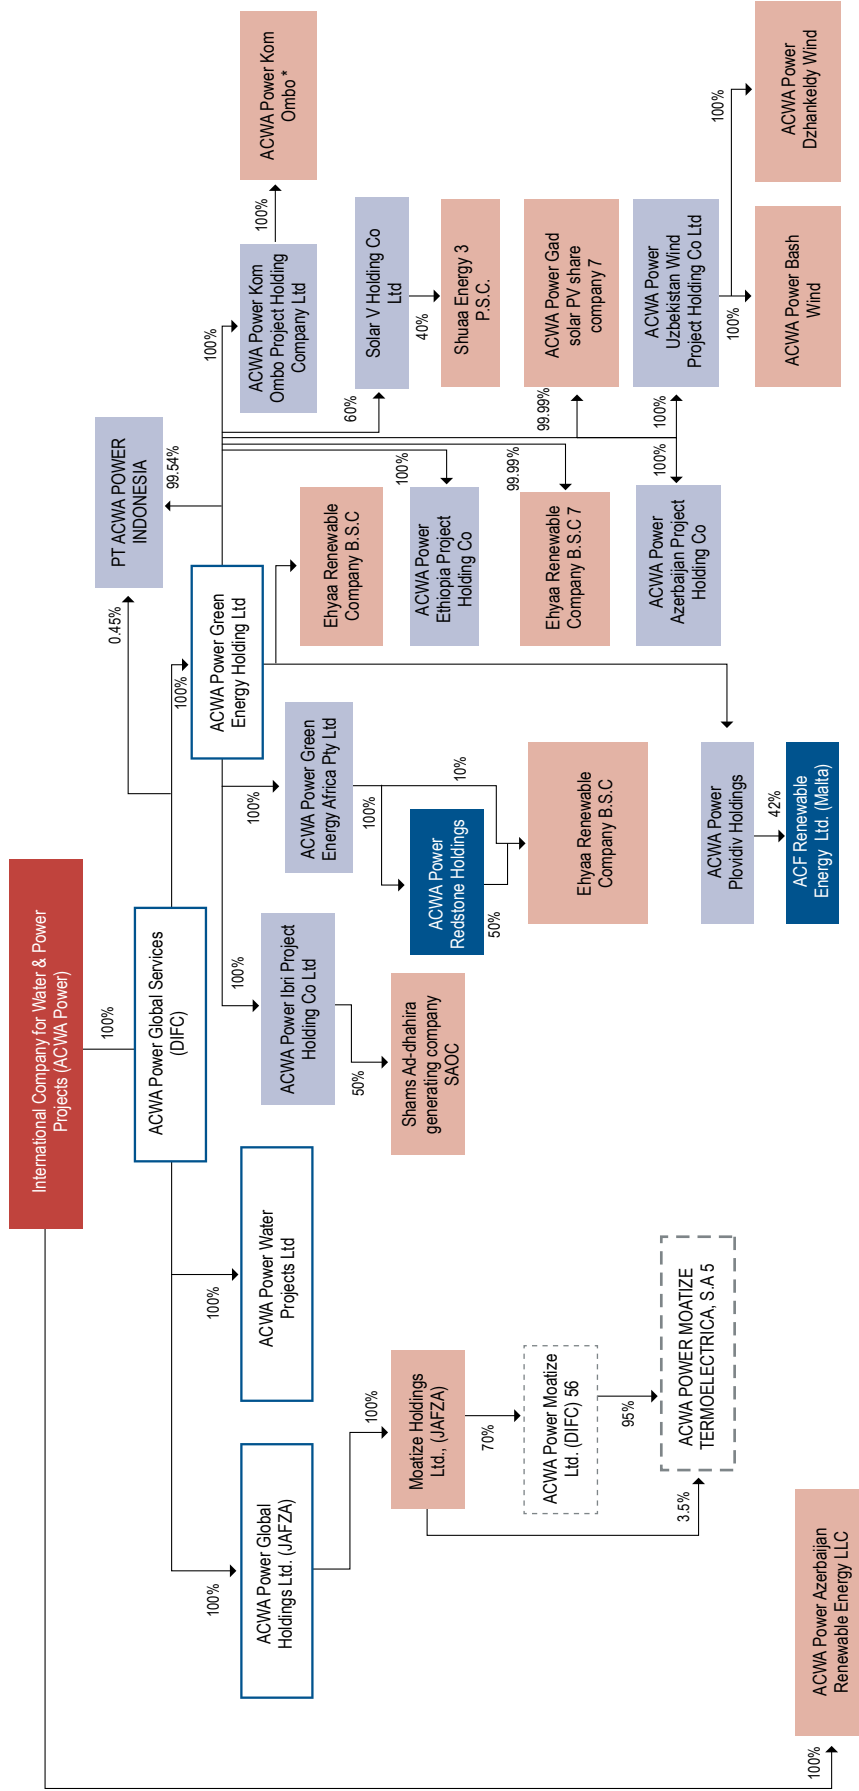 International Company for Water & Power
Projects (ACWA Power)
100%
ACWA Power Global Services
(DIFC)
0.45%
PT ACWA POWER
INDONESIA
99.54%
100%
ACWA Power Global
Holdings Ltd. (JAFZA)
100%
ACWA Power Water
Projects Ltd
100%
ACWA Power Green
Energy Holding Ltd
100%
Moatize Holdings
Ltd., (JAFZA)
70%
ACWA Power Moatize
Ltd. (DIFC) 56
95%
3.5%
ACWA POWER MOATIZE
TERMOELECTRICA, S.A 5
100%
ACWA Power Ibri Project
Holding Co Ltd
50%
Shams Ad-dhahira
generating company
SAOC
100%
ACWA Power Green
Energy Africa Pty Ltd
100%
10%
ACWA Power
Redstone Holdings
50%
Ehyaa Renewable
Company B.S.C
ACWA Power
Plovidiv Holdings
42%
ACF Renewable
Energy Ltd. (Malta)
Ehyaa Renewable
Company B.S.C
100%
ACWA Power
Ethiopia Project
Holding Co
99.99%
Ehyaa Renewable
Company B.S.C 7
100%
ACWA Power
Azerbaijan Project
Holding Co
100%
ACWA Power Kom
Ombo Project Holding
Company Ltd
100%
ACWA Power Kom
Ombo *
60%
Solar V Holding Co
Ltd
40%
Shuaa Energy 3
P.S.C.
99.99%
ACWA Power Gad
solar PV share
company 7
100%
ACWA Power
Uzbekistan Wind
Project Holding Co Ltd
100%
100%
ACWA Power Bash
Wind
ACWA Power
Dzhankeldy Wind
100%
ACWA Power Azerbaijan
Renewable Energy LLC